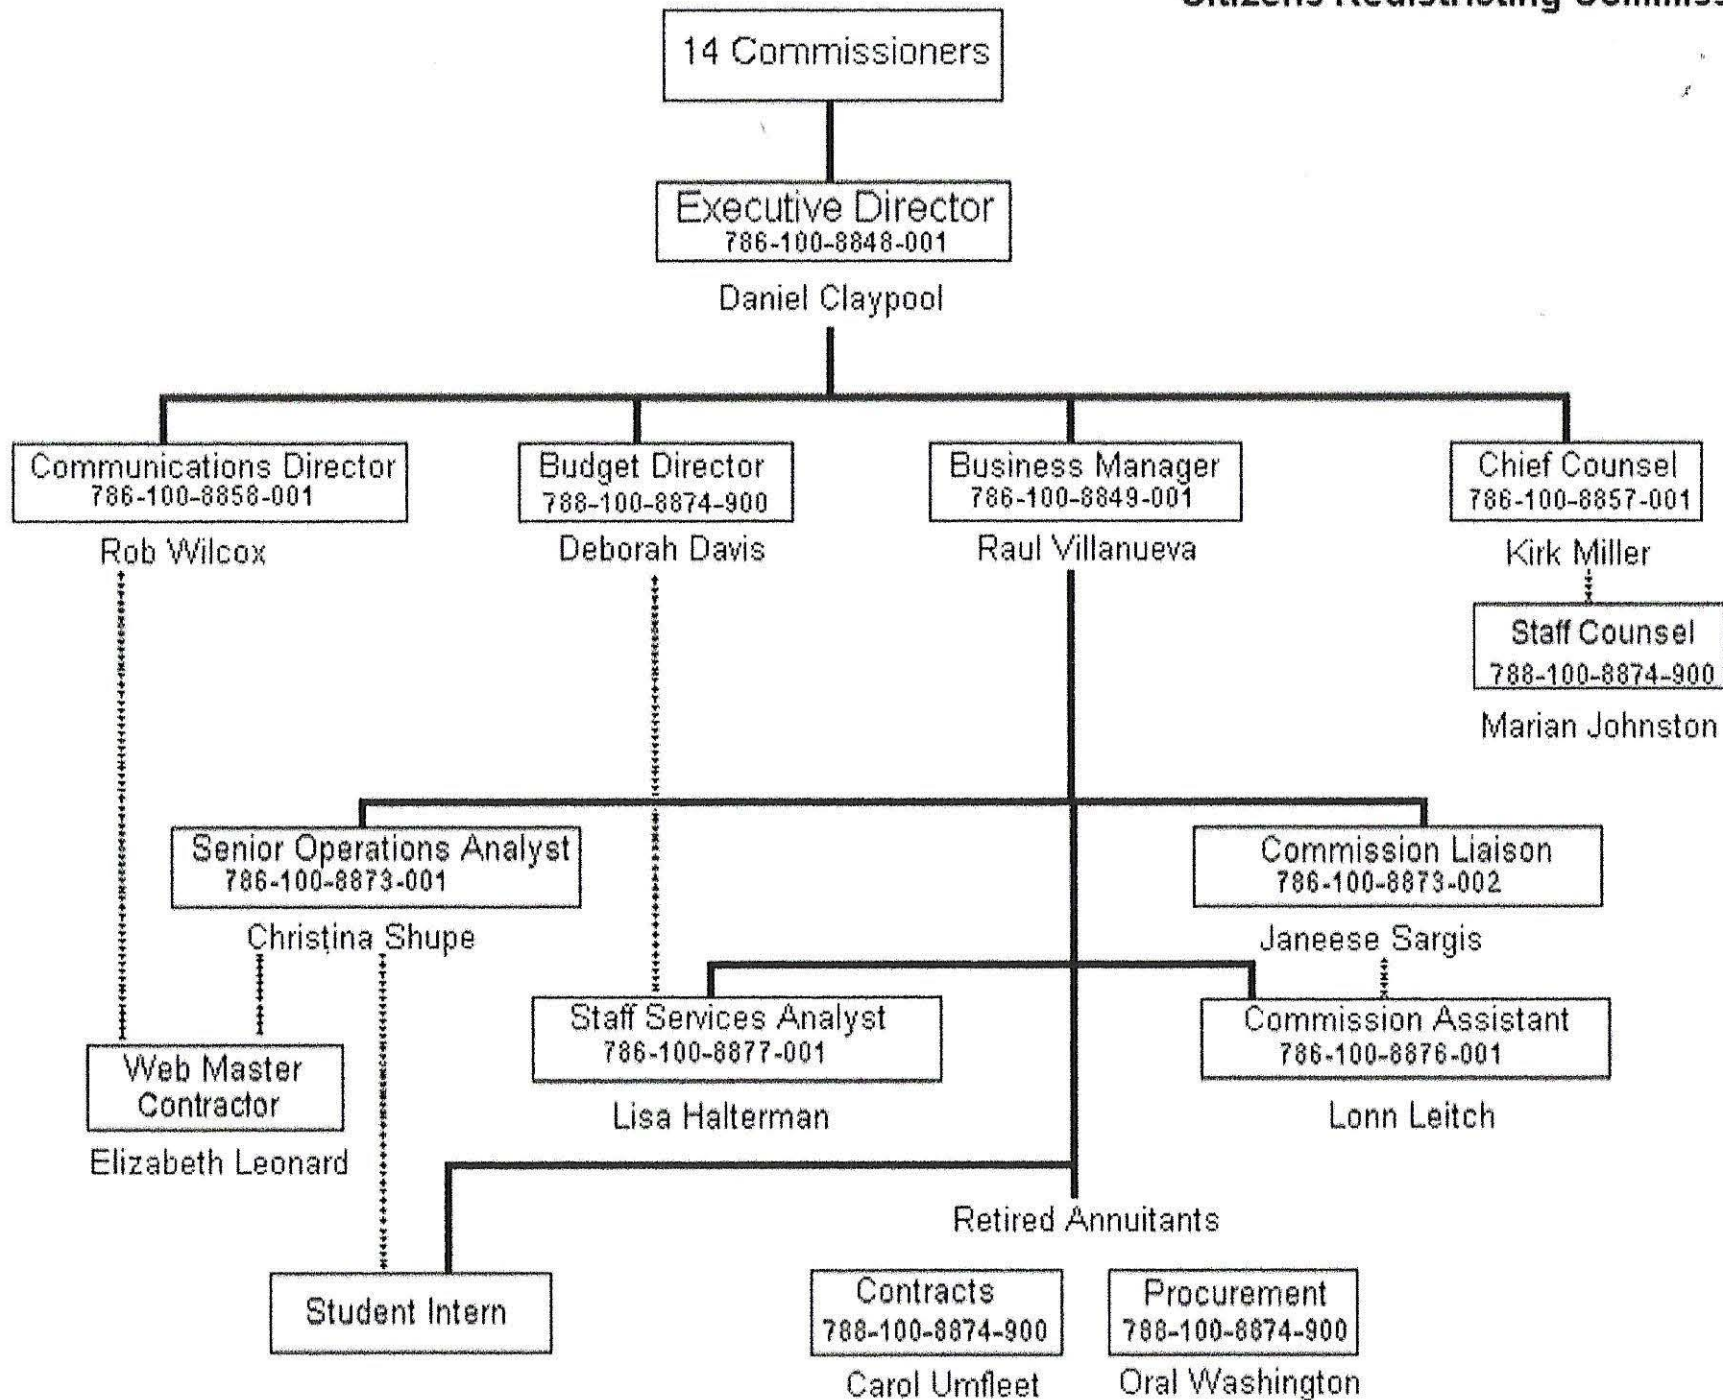 Citizens Redistricting
14 Commissioners
Executive Director
786-100-8848-001
Daniel Claypool
Communications Director
786-100-8858-001
Rob Wilcox
Budget Director
788-100-8874-900
Deborah Davis
Business Manager
786-100-8849-001
Raul Villanueva
Chief Counsel
786-100-8857-001
Kirk Miller
Staff Counsel
788-100-8874-900
Marian Johnston
Senior Operations Analyst
786-100-8873-001
Christina Shupe
Commission Liaison
786-100-8873-002
Janeese Sargis
Staff Services Analyst
786-100-8877-001
Lisa Halterman
Commission Assistant
786-100-8876-001
Lonn Leitch
Web Master
Contractor
Elizabeth Leonard
Retired Annuitants
Student Intern
Contracts
788-100-8874-900
Carol Umfleet
Procurement
788-100-8874-900
Oral Washington